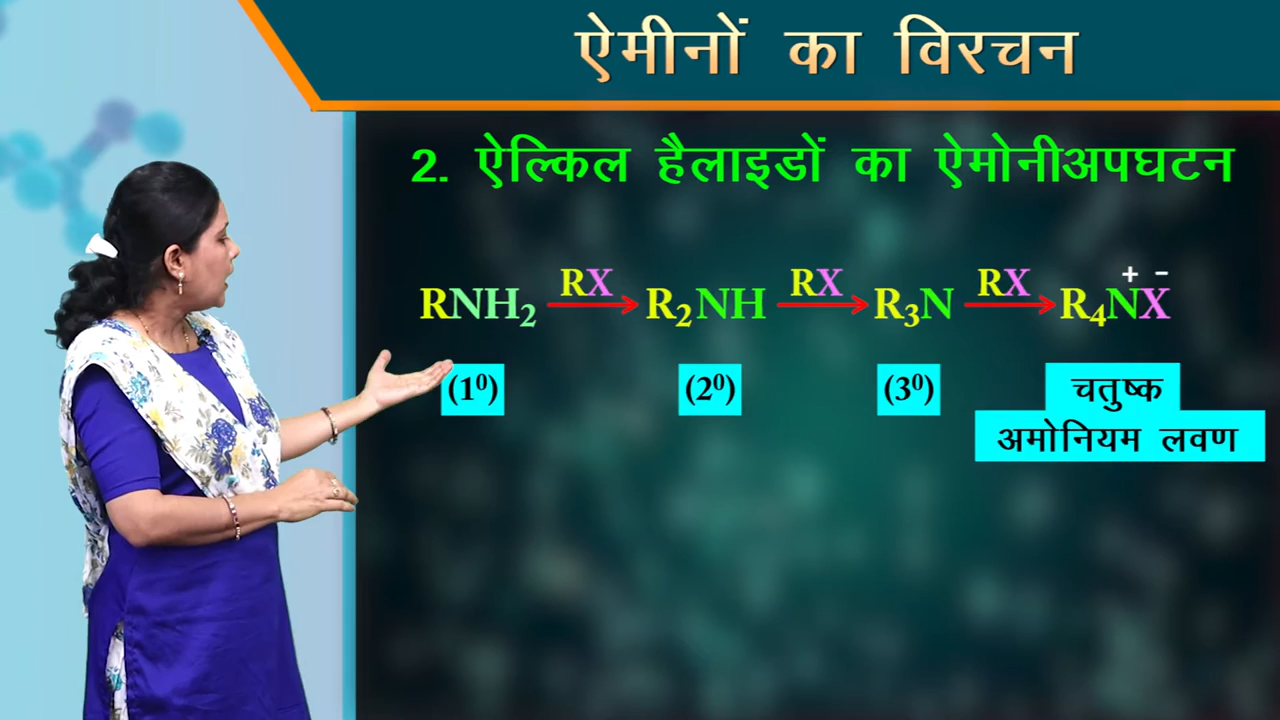 ऐमीनों का विरचन
2. ऐल्किल हैलाइडों का ऐमोनीअपघटन
RX RX RX + −
RNH₂ → R₂NH → R₃N → R₄NX
(1⁰) (2⁰) (3⁰) चतुष्क
अमोनियम लवण